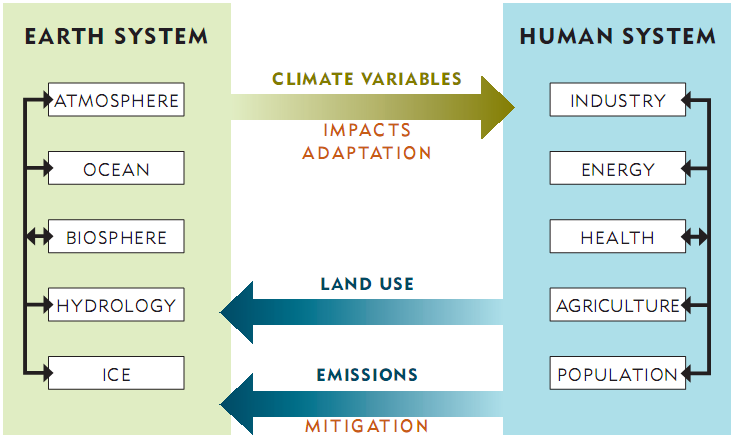 EARTH SYSTEM
ATMOSPHERE
OCEAN
BIOSPHERE
HYDROLOGY
ICE
CLIMATE VARIABLES
IMPACTS
ADAPTATION
LAND USE
EMISSIONS
MITIGATION
HUMAN SYSTEM
INDUSTRY
ENERGY
HEALTH
AGRICULTURE
POPULATION